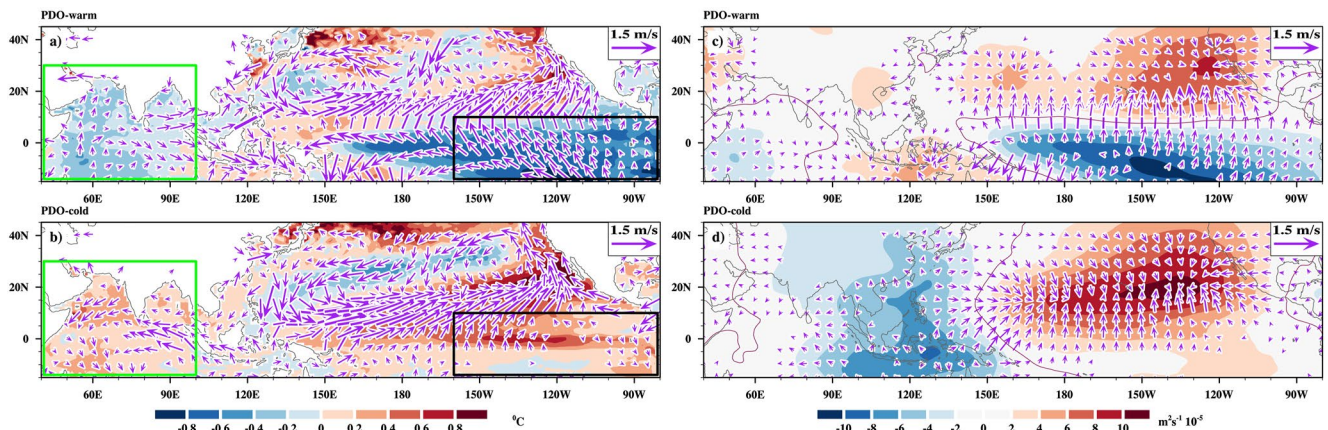 PDO-warm
a)
1.5 m/s
40N
20N
0
60E 90E 120E 150E 180 150W 120W 90W
PDO-cold
b)
1.5 m/s
40N
20N
0
60E 90E 120E 150E 180 150W 120W 90W
-0.8 -0.6 -0.4 -0.2 0 0.2 0.4 0.6 0.8 ⁰C
PDO-warm
c)
1.5 m/s
40N
20N
0
60E 90E 120E 150E 180 150W 120W 90W
PDO-cold
d)
1.5 m/s
40N
20N
0
60E 90E 120E 150E 180 150W 120W 90W
-10 -8 -6 -4 -2 0 2 4 6 8 10 m²s⁻¹ 10⁻⁵